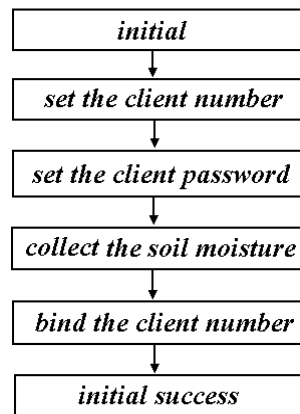 initial
set the client number
set the client password
collect the soil moisture
bind the client number
initial success